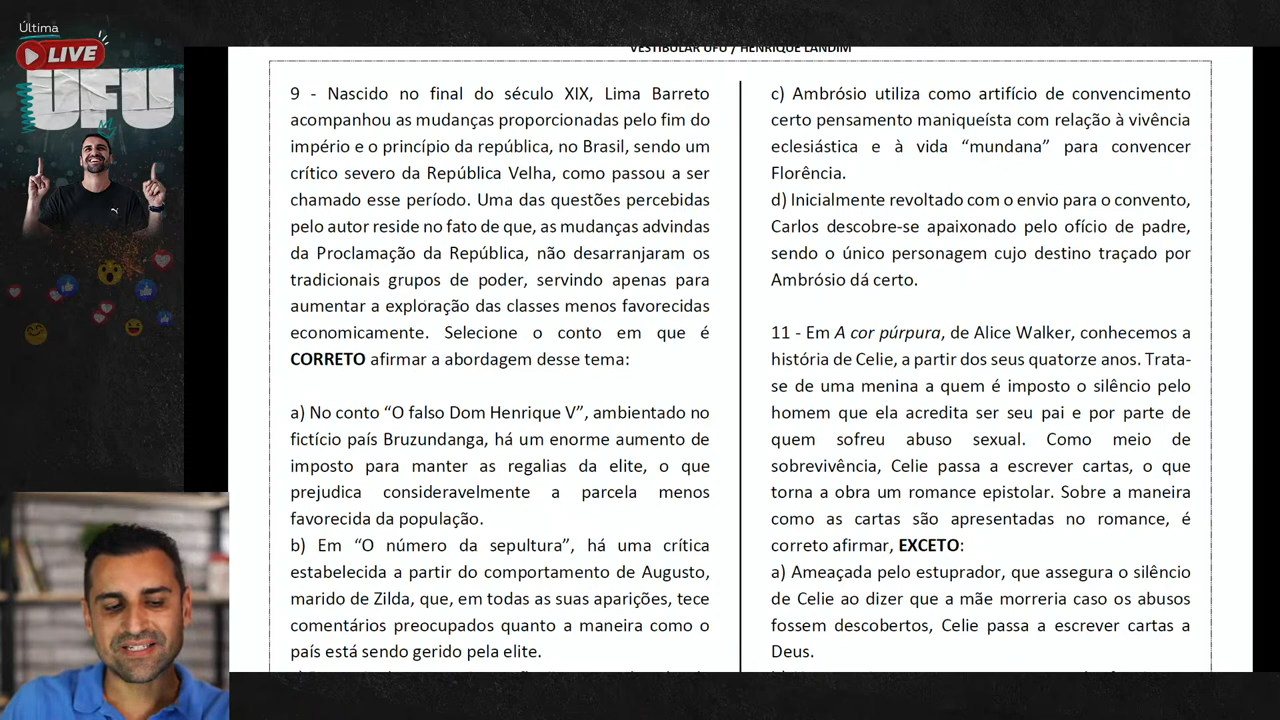 Última
LIVE
UFU
VESTIBULAR UFU / HENRIQUE LANDIM
9 - Nascido no final do século XIX, Lima Barreto
acompanhou as mudanças proporcionadas pelo fim do
império e o princípio da república, no Brasil, sendo um
crítico severo da República Velha, como passou a ser
chamado esse período. Uma das questões percebidas
pelo autor reside no fato de que, as mudanças advindas
da Proclamação da República, não desarranjaram os
tradicionais grupos de poder, servindo apenas para
aumentar a exploração das classes menos favorecidas
economicamente. Selecione o conto em que é
CORRETO afirmar a abordagem desse tema:
a) No conto “O falso Dom Henrique V”, ambientado no
fictício país Bruzundanga, há um enorme aumento de
imposto para manter as regalias da elite, o que
prejudica consideravelmente a parcela menos
favorecida da população.
b) Em “O número da sepultura”, há uma crítica
estabelecida a partir do comportamento de Augusto,
marido de Zilda, que, em todas as suas aparições, tece
comentários preocupados quanto a maneira como o
país está sendo gerido pela elite.
c) Ambrósio utiliza como artifício de convencimento
certo pensamento maniqueísta com relação à vivência
eclesiástica e à vida “mundana” para convencer
Florência.
d) Inicialmente revoltado com o envio para o convento,
Carlos descobre-se apaixonado pelo ofício de padre,
sendo o único personagem cujo destino traçado por
Ambrósio dá certo.
11 - Em A cor púrpura, de Alice Walker, conhecemos a
história de Celie, a partir dos seus quatorze anos. Trata-
se de uma menina a quem é imposto o silêncio pelo
homem que ela acredita ser seu pai e por parte de
quem sofreu abuso sexual. Como meio de
sobrevivência, Celie passa a escrever cartas, o que
torna a obra um romance epistolar. Sobre a maneira
como as cartas são apresentadas no romance, é
correto afirmar, EXCETO:
a) Ameaçada pelo estuprador, que assegura o silêncio
de Celie ao dizer que a mãe morreria caso os abusos
fossem descobertos, Celie passa a escrever cartas a
Deus.